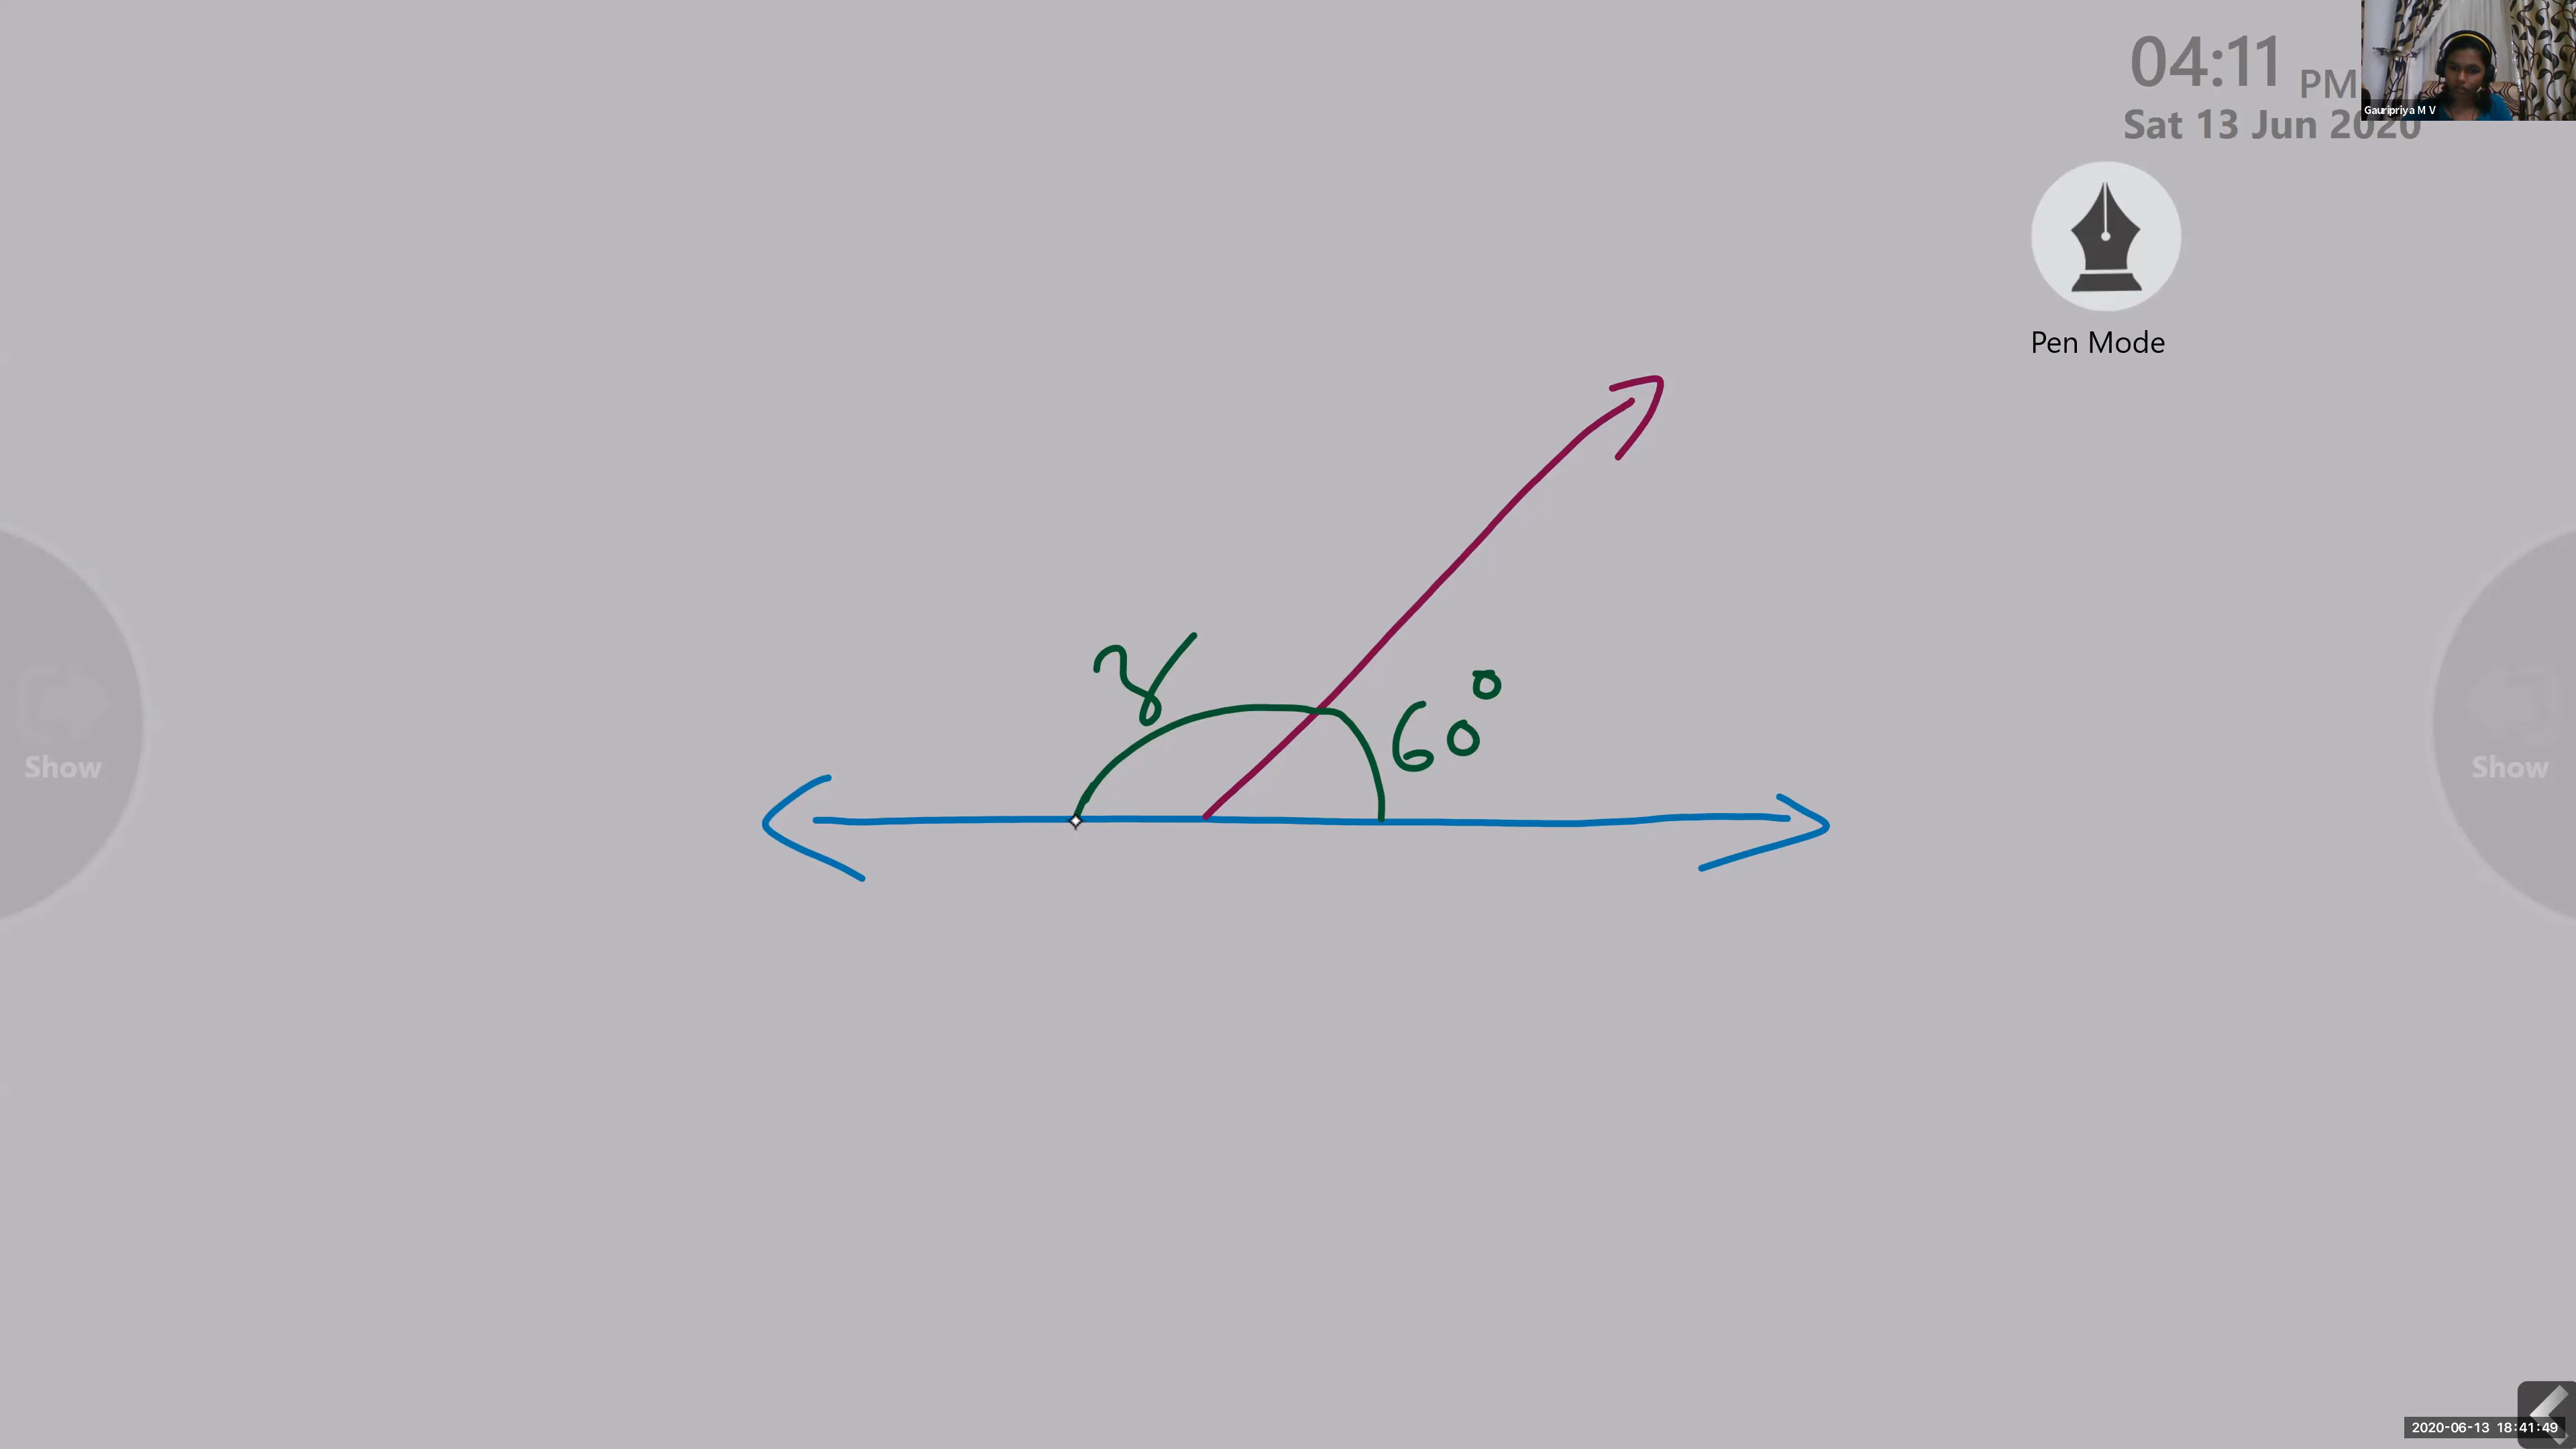 04:11 PM
Gauripriya M V
Sat 13 Jun 2020
Pen Mode
60°
Show
Show
2020-06-13 18:41:49